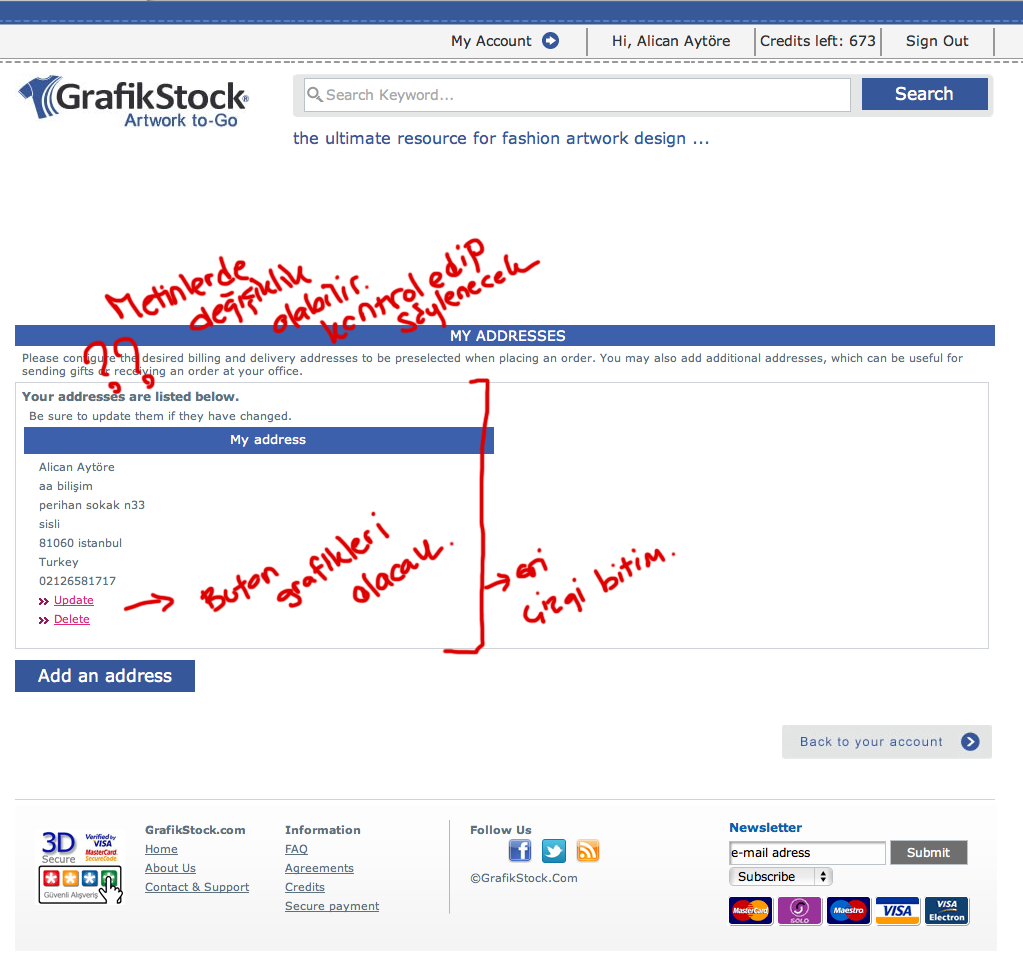 My Account
Hi, Alican Aytöre
Credits left: 673
Sign Out
GrafikStock
Artwork to-Go
Search Keyword...
Search
the ultimate resource for fashion artwork design ...
Metinlerde
değişiklik
olabilir.
kontrol edip
söylenecek
??
MY ADDRESSES
Please configure the desired billing and delivery addresses to be preselected when placing an order. You may also add additional addresses, which can be useful for
sending gifts or receiving an order at your office.
Your addresses are listed below.
Be sure to update them if they have changed.
My address
Alican Aytöre
aa bilişim
perihan sokak n33
sisli
81060 istanbul
Turkey
02126581717
Update
Delete
Buton
grafikleri
olacak.
gri
çizgi bitim.
Add an address
Back to your account
3D
Secure
Verified by
VISA
MasterCard
SecureCode.
Güvenli Alışveriş
GrafikStock.com
Home
About Us
Contact & Support
Information
FAQ
Agreements
Credits
Secure payment
Follow Us
©GrafikStock.Com
Newsletter
e-mail adress
Submit
Subscribe
MasterCard
SOLO
Maestro
VISA
VISA
Electron